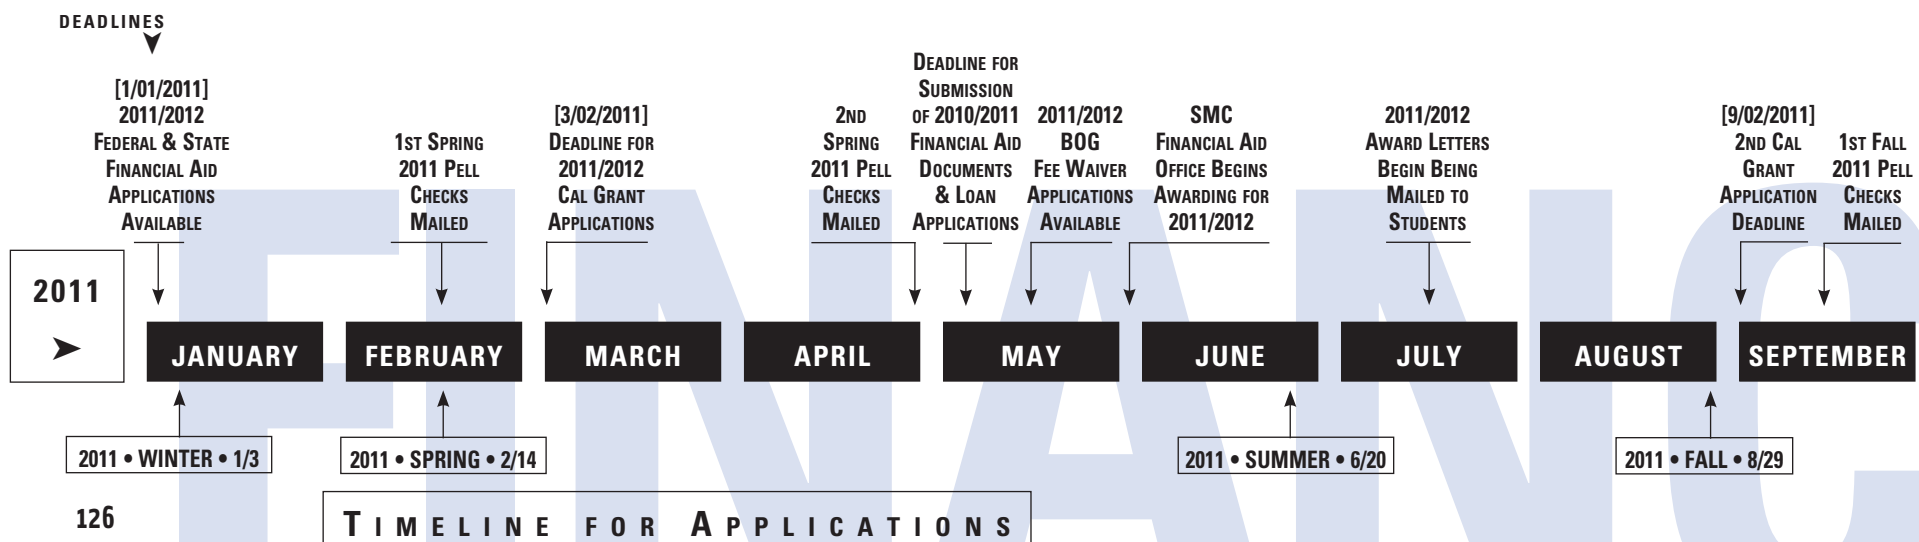 DEADLINES
[1/01/2011]
2011/2012
FEDERAL & STATE
FINANCIAL AID
APPLICATIONS
AVAILABLE
1ST SPRING
2011 PELL
CHECKS
MAILED
[3/02/2011]
DEADLINE FOR
2011/2012
CAL GRANT
APPLICATIONS
2ND
SPRING
2011 PELL
CHECKS
MAILED
DEADLINE FOR
SUBMISSION
OF 2010/2011
FINANCIAL AID
DOCUMENTS
& LOAN
APPLICATIONS
2011/2012
BOG
FEE WAIVER
APPLICATIONS
AVAILABLE
SMC
FINANCIAL AID
OFFICE BEGINS
AWARDING FOR
2011/2012
2011/2012
AWARD LETTERS
BEGIN BEING
MAILED TO
STUDENTS
[9/02/2011]
2ND CAL
GRANT
APPLICATION
DEADLINE
1ST FALL
2011 PELL
CHECKS
MAILED
2011
JANUARY
FEBRUARY
MARCH
APRIL
MAY
JUNE
JULY
AUGUST
SEPTEMBER
2011 • WINTER • 1/3
2011 • SPRING • 2/14
2011 • SUMMER • 6/20
2011 • FALL • 8/29
FINANC
126
TIMELINE FOR APPLICATIONS